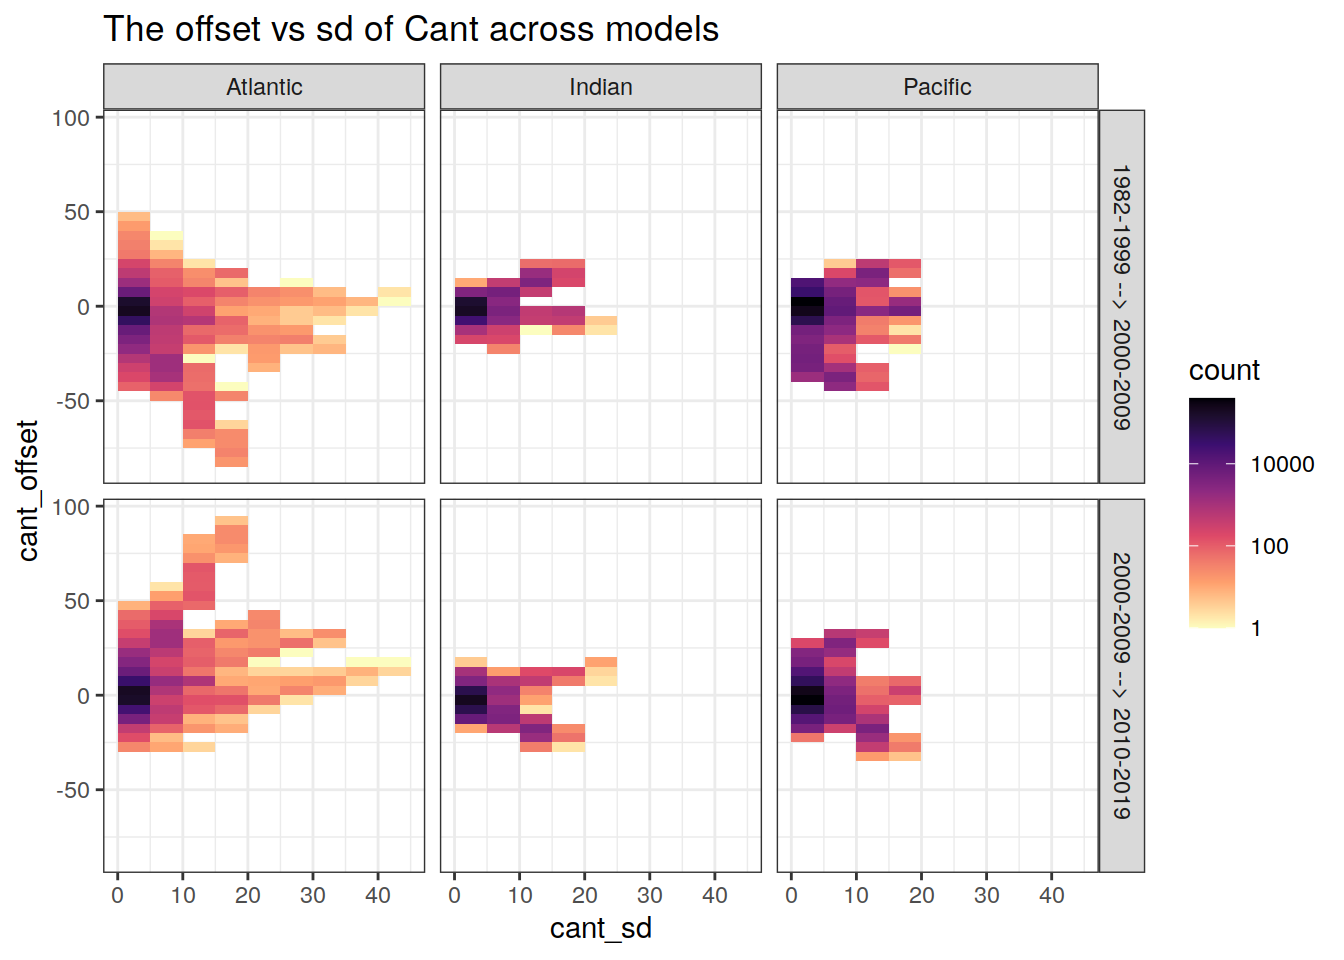 The offset vs sd of Cant across models
Atlantic Indian Pacific
100
50
0
-50
1982-1999 --> 2000-2009
100
50
0
-50
2000-2009 --> 2010-2019
cant_offset
0 10 20 30 40 0 10 20 30 40 0 10 20 30 40
cant_sd
count
10000
100
1